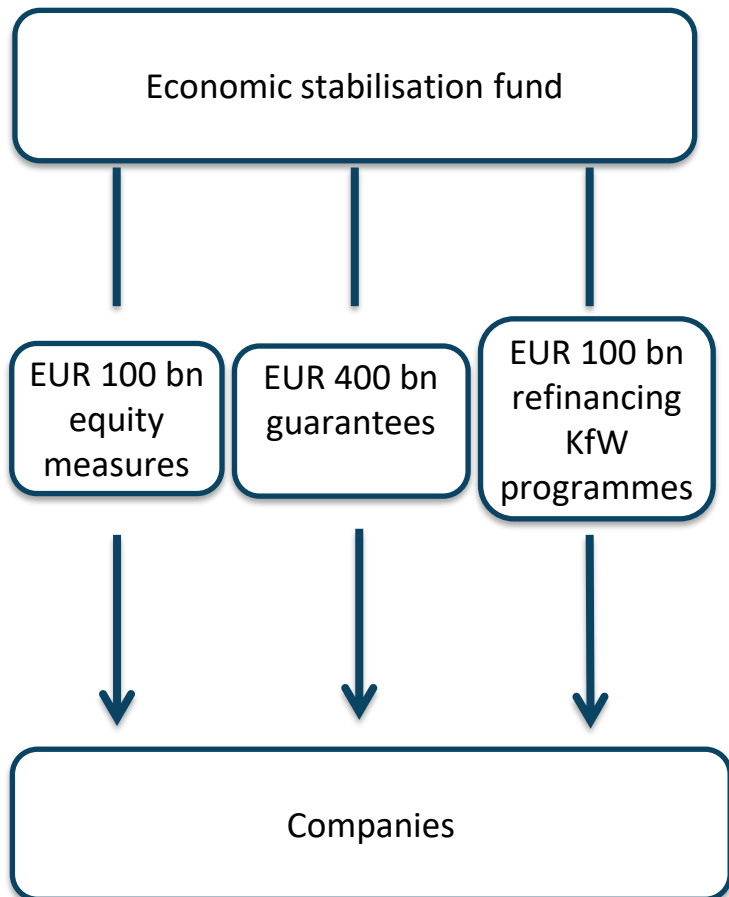 Economic stabilisation fund
EUR 100 bn
equity
measures
EUR 400 bn
guarantees
EUR 100 bn
refinancing
KfW
programmes
Companies